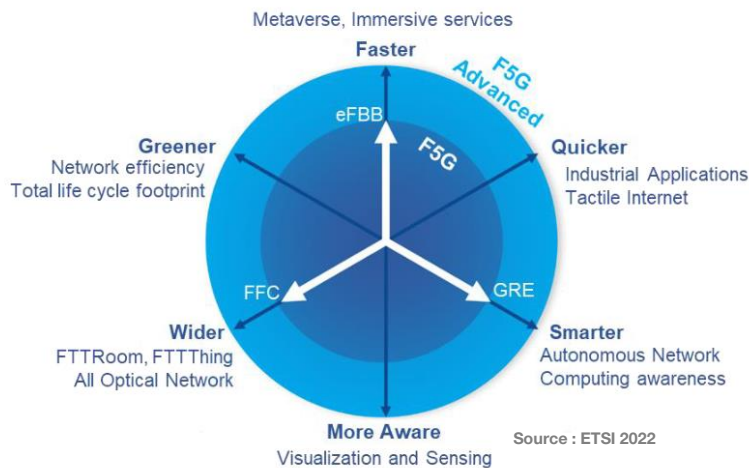 Metaverse, Immersive services
Faster
F5G
Advanced
eFBB
F5G
Greener
Network efficiency
Total life cycle footprint
Quicker
Industrial Applications
Tactile Internet
FFC
GRE
Wider
FTTRoom, FTTThing
All Optical Network
Smarter
Autonomous Network
Computing awareness
More Aware
Visualization and Sensing
Source : ETSI 2022